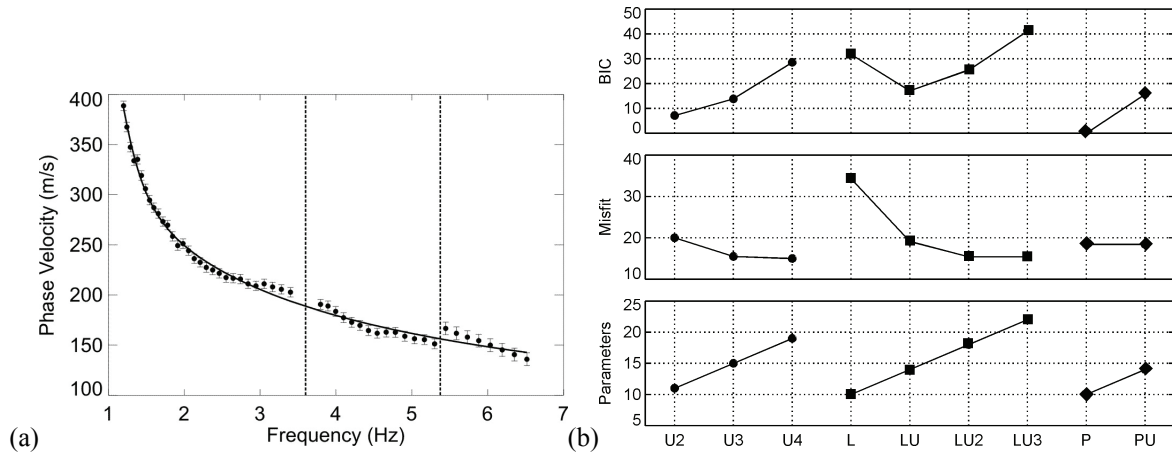 400
350
300
250
200
150
100
Phase Velocity (m/s)
1 2 3 4 5 6 7
Frequency (Hz)
(a)
50
40
30
20
10
0
BIC
40
30
20
10
Misfit
25
20
15
10
5
Parameters
U2 U3 U4 L LU LU2 LU3 P PU
(b)